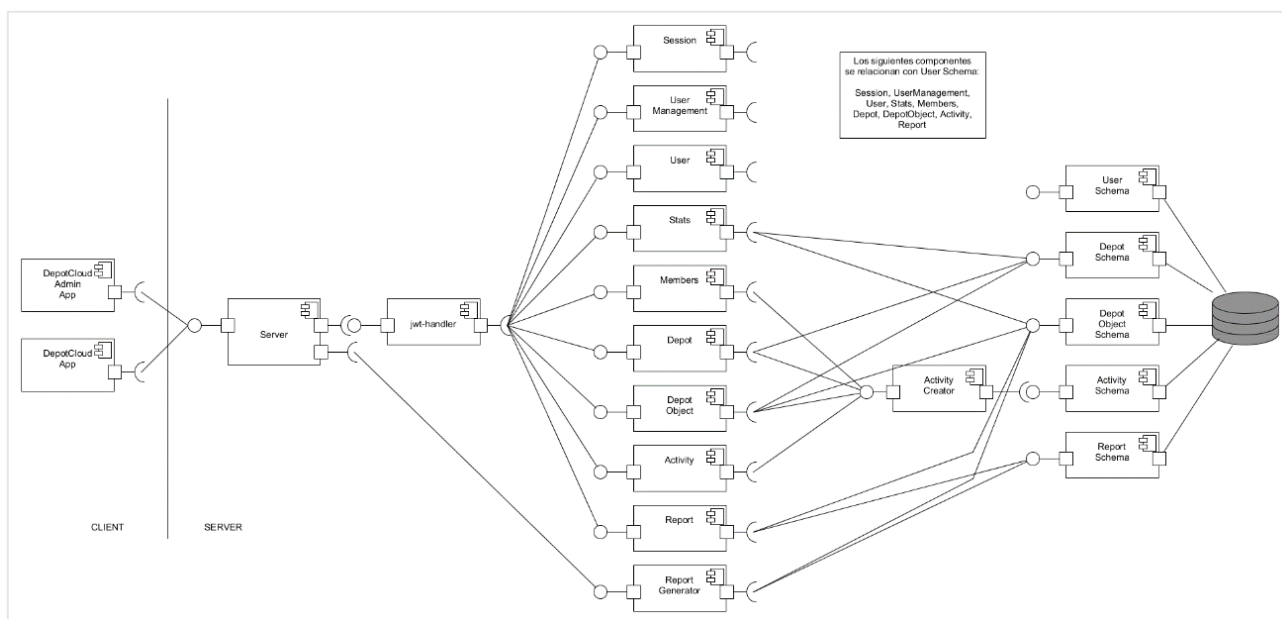 Session
User
Management
User
Stats
Members
Depot
Depot
Object
Activity
Report
Report
Generator
Los siguientes componentes
se relacionan con User Schema:
Session, UserManagement,
User, Stats, Members,
Depot, DepotObject, Activity,
Report
DepotCloud
Admin
App
DepotCloud
App
Server
jwt-handler
Activity
Creator
User
Schema
Depot
Schema
Depot
Object
Schema
Activity
Schema
Report
Schema
CLIENT
SERVER